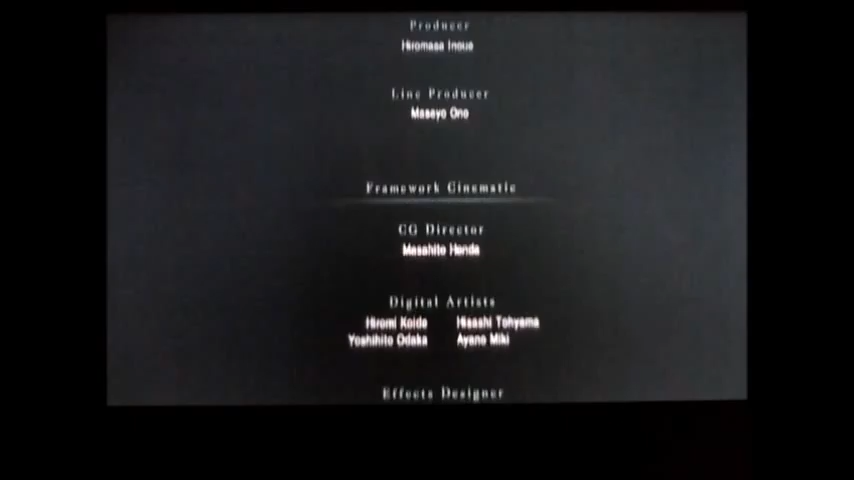 Producer
Hiromasa Inoue
Line Producer
Masayo Ono
Framework Cinematic
CG Director
Masahito Honda
Digital Artists
Hiromi Koide Hisashi Tohyama
Yoshihito Odaka Ayano Miki
Effects Designer